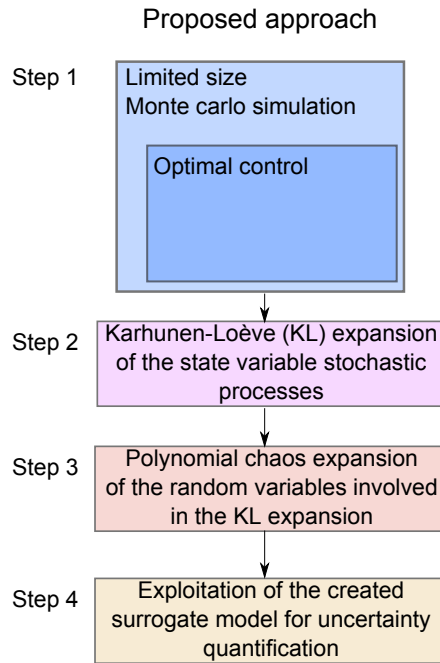 Proposed approach
Step 1
Limited size
Monte carlo simulation
Optimal control
Step 2
Karhunen-Loève (KL) expansion
of the state variable stochastic
processes
Step 3
Polynomial chaos expansion
of the random variables involved
in the KL expansion
Step 4
Exploitation of the created
surrogate model for uncertainty
quantification